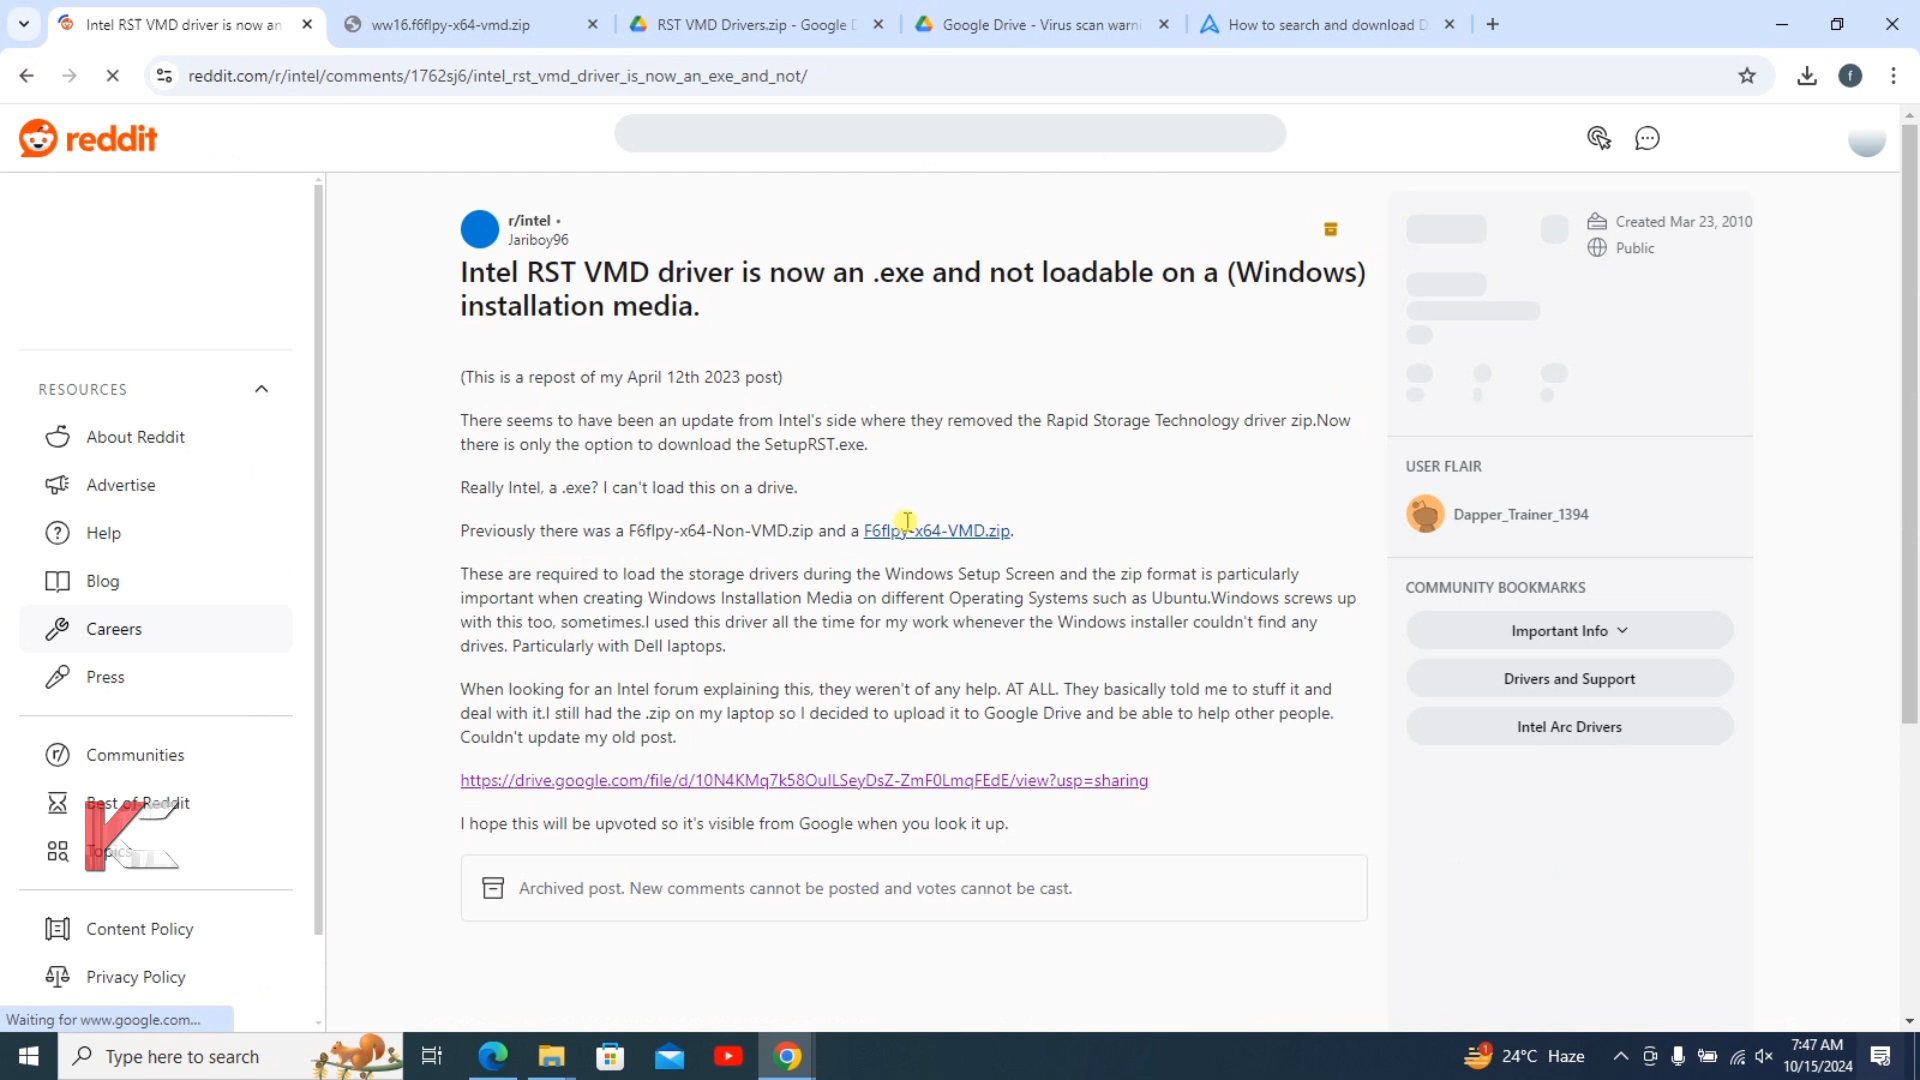 Intel RST VMD driver is now an
ww16.f6flpy-x64-vmd.zip
RST VMD Drivers.zip - Google D
Google Drive - Virus scan warni
How to search and download D
reddit.com/r/intel/comments/1762sj6/intel_rst_vmd_driver_is_now_an_exe_and_not/
f
reddit
r/intel •
Jariboy96
Intel RST VMD driver is now an .exe and not loadable on a (Windows)
installation media.
(This is a repost of my April 12th 2023 post)
There seems to have been an update from Intel's side where they removed the Rapid Storage Technology driver zip.Now
there is only the option to download the SetupRST.exe.
Really Intel, a .exe? I can't load this on a drive.
Previously there was a F6flpy-x64-Non-VMD.zip and a F6flpy-x64-VMD.zip.
These are required to load the storage drivers during the Windows Setup Screen and the zip format is particularly
important when creating Windows Installation Media on different Operating Systems such as Ubuntu.Windows screws up
with this too, sometimes.I used this driver all the time for my work whenever the Windows installer couldn't find any
drives. Particularly with Dell laptops.
When looking for an Intel forum explaining this, they weren't of any help. AT ALL. They basically told me to stuff it and
deal with it.I still had the .zip on my laptop so I decided to upload it to Google Drive and be able to help other people.
Couldn't update my old post.
https://drive.google.com/file/d/10N4KMq7k58OuILSeyDsZ-ZmF0LmqFEdE/view?usp=sharing
I hope this will be upvoted so it's visible from Google when you look it up.
Archived post. New comments cannot be posted and votes cannot be cast.
Created Mar 23, 2010
Public
USER FLAIR
Dapper_Trainer_1394
COMMUNITY BOOKMARKS
Important Info
Drivers and Support
Intel Arc Drivers
RESOURCES
About Reddit
Advertise
Help
Blog
Careers
Press
Communities
Best of Reddit
Topics
K
Content Policy
Privacy Policy
Waiting for www.google.com...
Type here to search
1
24°C Haze
7:47 AM
10/15/2024